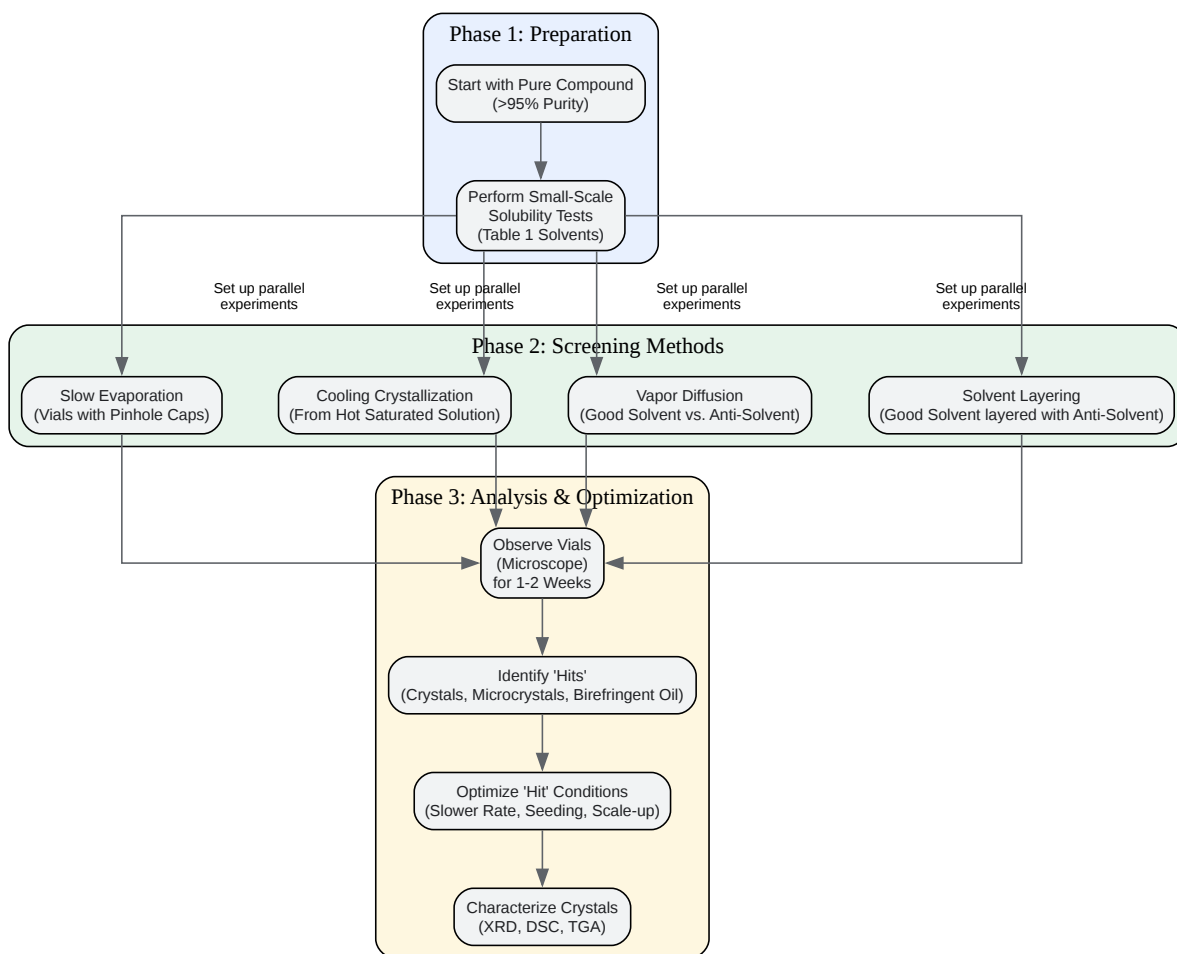 Phase 1: Preparation
Start with Pure Compound
(>95% Purity)
Perform Small-Scale
Solubility Tests
(Table 1 Solvents)
Set up parallel
experiments
Set up parallel
experiments
Set up parallel
experiments
Set up parallel
experiments
Phase 2: Screening Methods
Slow Evaporation
(Vials with Pinhole Caps)
Cooling Crystallization
(From Hot Saturated Solution)
Vapor Diffusion
(Good Solvent vs. Anti-Solvent)
Solvent Layering
(Good Solvent layered with Anti-Solvent)
Phase 3: Analysis & Optimization
Observe Vials
(Microscope)
for 1-2 Weeks
Identify 'Hits'
(Crystals, Microcrystals, Birefringent Oil)
Optimize 'Hit' Conditions
(Slower Rate, Seeding, Scale-up)
Characterize Crystals
(XRD, DSC, TGA)